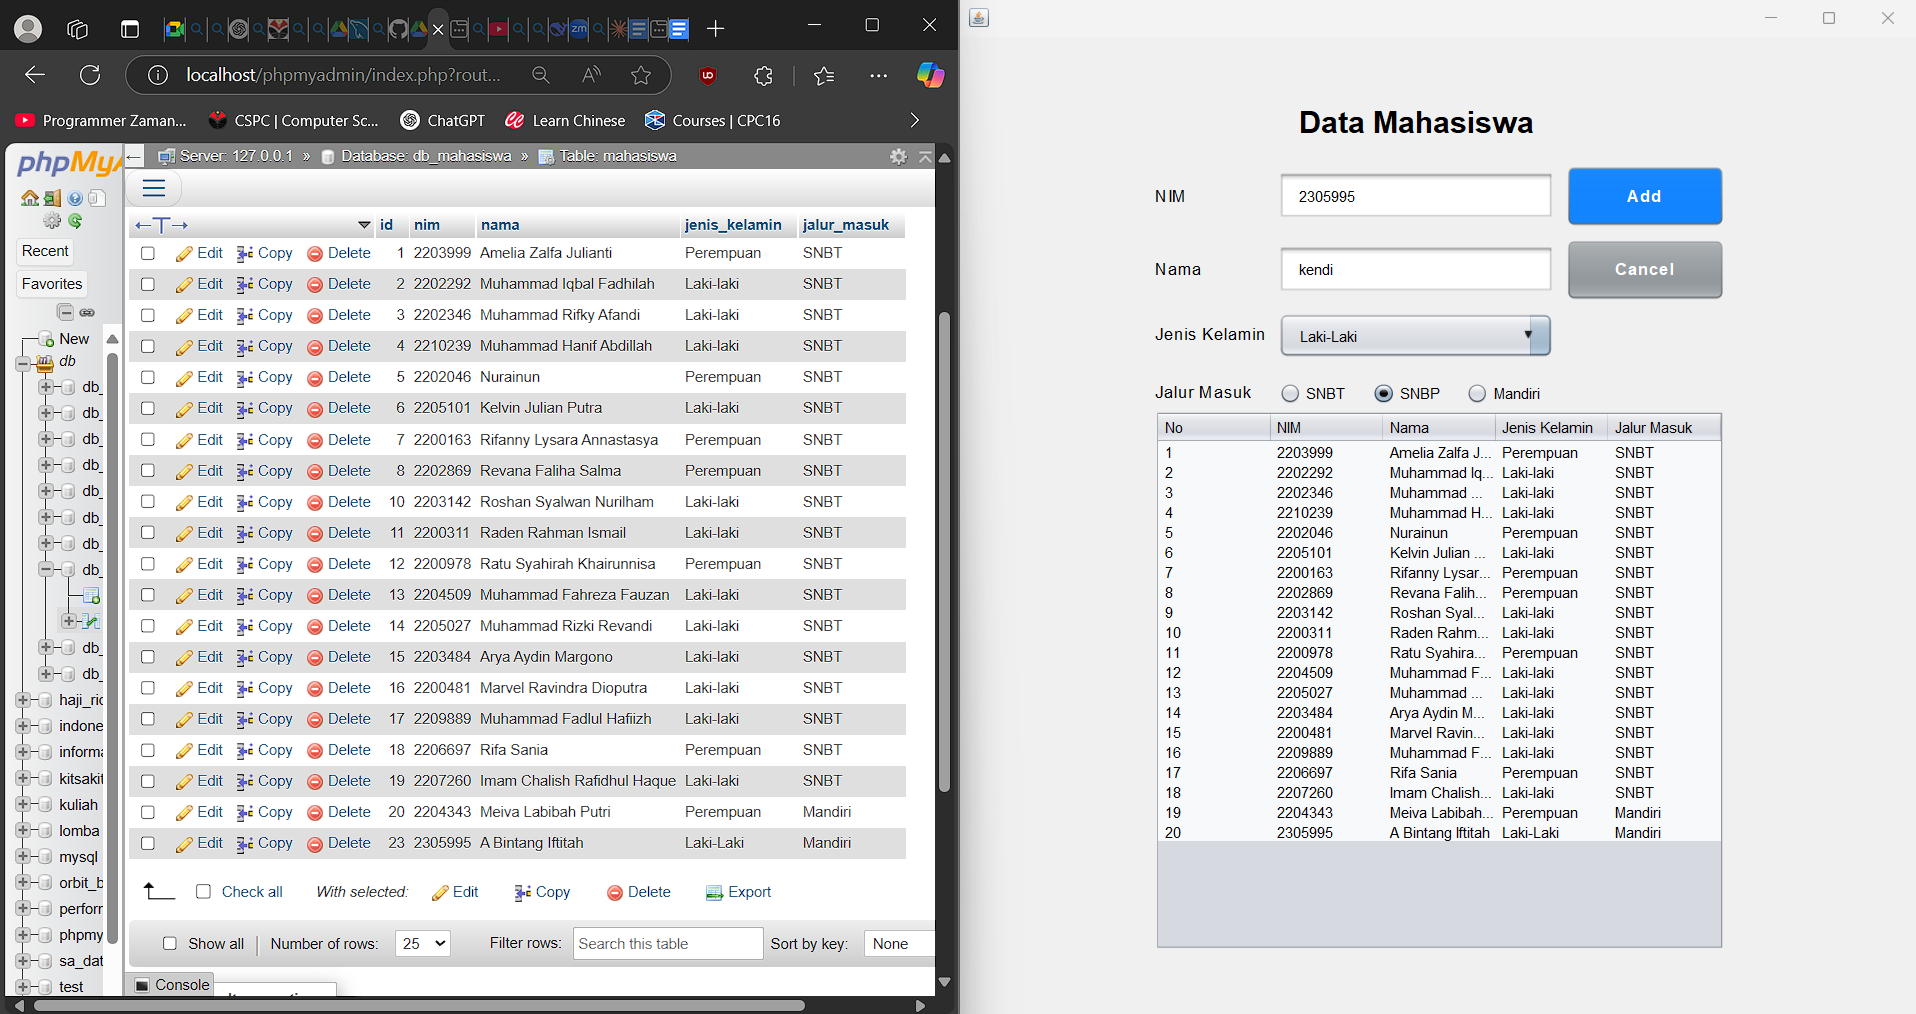 localhost/phpmyadmin/index.php?rout...
Programmer Zaman...
CSPC | Computer Sc...
ChatGPT
Learn Chinese
Courses | CPC16
phpMyA
Server: 127.0.0.1 » Database: db_mahasiswa » Table: mahasiswa
Recent
Favorites
New
db
db_
db_
db_
db_
db_
db_
db_
db_
db_
db_
haji_ric
indone
informa
kitsakit
kuliah
lomba
mysql
orbit_b
perforr
phpmy
sa_dat
test
id nim nama jenis_kelamin jalur_masuk
Edit Copy Delete 1 2203999 Amelia Zalfa Julianti Perempuan SNBT
Edit Copy Delete 2 2202292 Muhammad Iqbal Fadhilah Laki-laki SNBT
Edit Copy Delete 3 2202346 Muhammad Rifky Afandi Laki-laki SNBT
Edit Copy Delete 4 2210239 Muhammad Hanif Abdillah Laki-laki SNBT
Edit Copy Delete 5 2202046 Nurainun Perempuan SNBT
Edit Copy Delete 6 2205101 Kelvin Julian Putra Laki-laki SNBT
Edit Copy Delete 7 2200163 Rifanny Lysara Annastasya Perempuan SNBT
Edit Copy Delete 8 2202869 Revana Faliha Salma Perempuan SNBT
Edit Copy Delete 10 2203142 Roshan Syalwan Nurilham Laki-laki SNBT
Edit Copy Delete 11 2200311 Raden Rahman Ismail Laki-laki SNBT
Edit Copy Delete 12 2200978 Ratu Syahirah Khairunnisa Perempuan SNBT
Edit Copy Delete 13 2204509 Muhammad Fahreza Fauzan Laki-laki SNBT
Edit Copy Delete 14 2205027 Muhammad Rizki Revandi Laki-laki SNBT
Edit Copy Delete 15 2203484 Arya Aydin Margono Laki-laki SNBT
Edit Copy Delete 16 2200481 Marvel Ravindra Dioputra Laki-laki SNBT
Edit Copy Delete 17 2209889 Muhammad Fadlul Hafiizh Laki-laki SNBT
Edit Copy Delete 18 2206697 Rifa Sania Perempuan SNBT
Edit Copy Delete 19 2207260 Imam Chalish Rafidhul Haque Laki-laki SNBT
Edit Copy Delete 20 2204343 Meiva Labibah Putri Perempuan Mandiri
Edit Copy Delete 23 2305995 A Bintang Iftitah Laki-Laki Mandiri
Check all With selected: Edit Copy Delete Export
Show all Number of rows: 25 Filter rows: Search this table Sort by key: None
Console
Data Mahasiswa
NIM 2305995 Add
Nama kendi Cancel
Jenis Kelamin Laki-Laki
Jalur Masuk SNBT SNBP Mandiri
No NIM Nama Jenis Kelamin Jalur Masuk
1 2203999 Amelia Zalfa J... Perempuan SNBT
2 2202292 Muhammad Iq... Laki-laki SNBT
3 2202346 Muhammad ... Laki-laki SNBT
4 2210239 Muhammad H... Laki-laki SNBT
5 2202046 Nurainun Perempuan SNBT
6 2205101 Kelvin Julian ... Laki-laki SNBT
7 2200163 Rifanny Lysar... Perempuan SNBT
8 2202869 Revana Falih... Perempuan SNBT
9 2203142 Roshan Syal... Laki-laki SNBT
10 2200311 Raden Rahm... Laki-laki SNBT
11 2200978 Ratu Syahira... Perempuan SNBT
12 2204509 Muhammad F... Laki-laki SNBT
13 2205027 Muhammad ... Laki-laki SNBT
14 2203484 Arya Aydin M... Laki-laki SNBT
15 2200481 Marvel Ravin... Laki-laki SNBT
16 2209889 Muhammad F... Laki-laki SNBT
17 2206697 Rifa Sania Perempuan SNBT
18 2207260 Imam Chalish... Laki-laki SNBT
19 2204343 Meiva Labibah... Perempuan Mandiri
20 2305995 A Bintang Iftitah Laki-Laki Mandiri